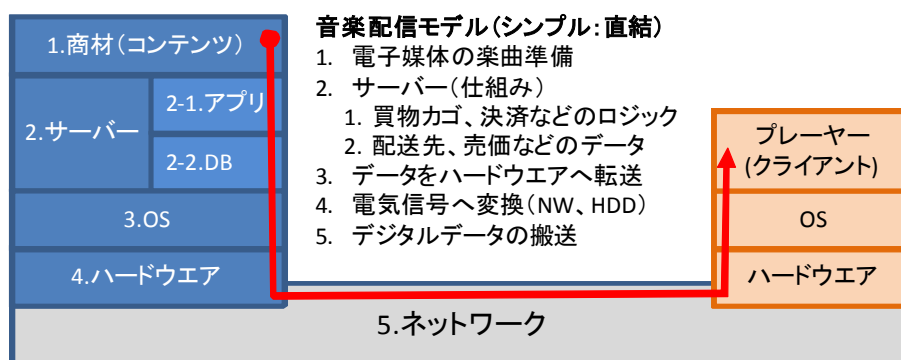 1.商材(コンテンツ)
2.サーバー
2-1.アプリ
2-2.DB
3.OS
4.ハードウエア
音楽配信モデル(シンプル:直結)
1. 電子媒体の楽曲準備
2. サーバー(仕組み)
1. 買物カゴ、決済などのロジック
2. 配送先、売価などのデータ
3. データをハードウエアへ転送
4. 電気信号へ変換(NW、HDD)
5. デジタルデータの搬送
プレーヤー
(クライアント)
OS
ハードウエア
5.ネットワーク